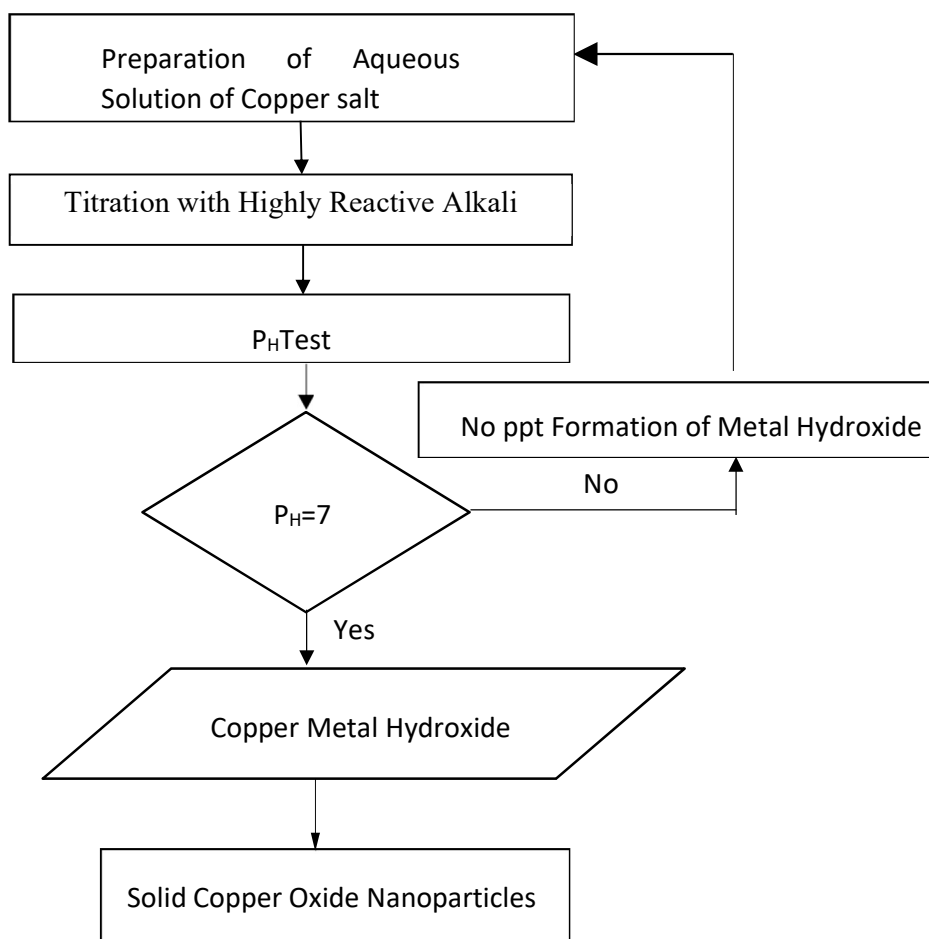 Preparation of Aqueous
Solution of Copper salt
Titration with Highly Reactive Alkali
PHTest
No ppt Formation of Metal Hydroxide
No
PH=7
Yes
Copper Metal Hydroxide
Solid Copper Oxide Nanoparticles